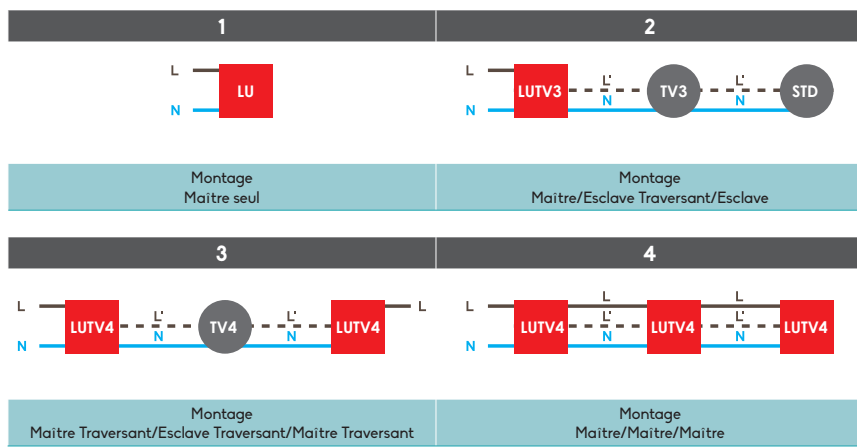 1
2
L
N
LU
L
N
LUTV3
L'
N
TV3
L'
N
STD
Montage
Maître seul
Montage
Maître/Esclave Traversant/Esclave
3
4
L
N
LUTV4
L'
N
TV4
L'
N
LUTV4
L
L
N
LUTV4
L
L'
N
LUTV4
L
L'
N
LUTV4
Montage
Maître Traversant/Esclave Traversant/Maître Traversant
Montage
Maître/Maître/Maître